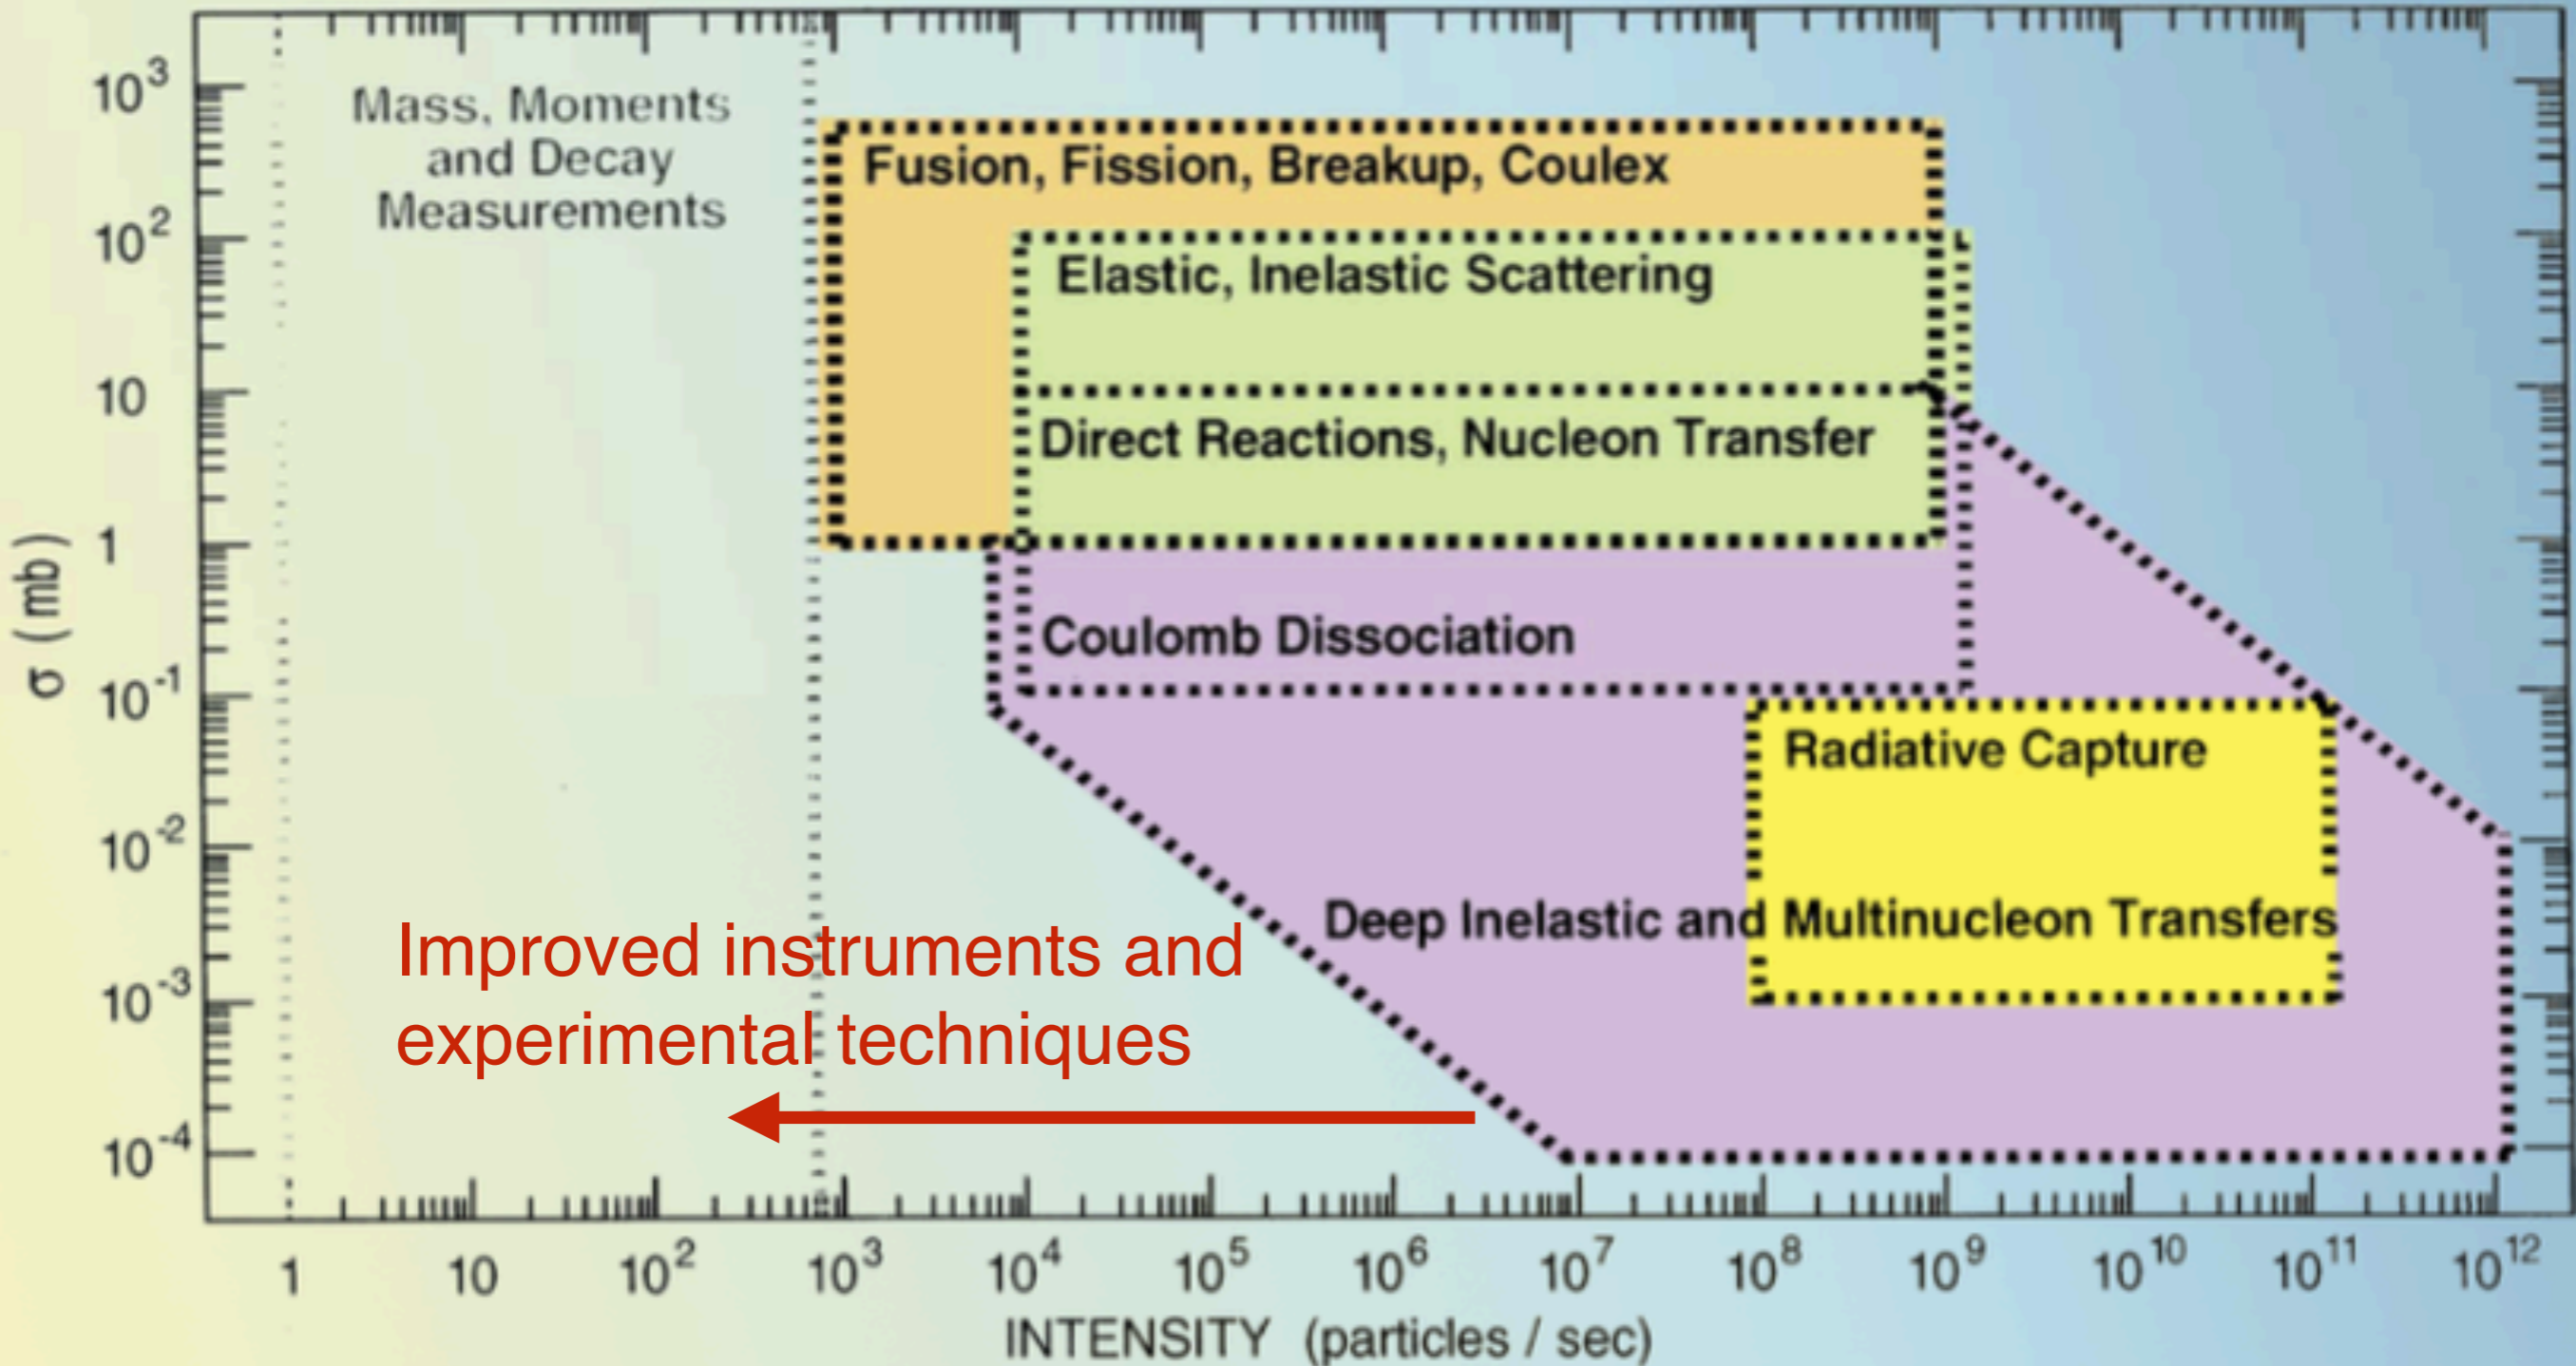 10³
10²
10
1
10⁻¹
10⁻²
10⁻³
10⁻⁴
σ (mb)
Mass, Moments
and Decay
Measurements
Fusion, Fission, Breakup, Coulex
Elastic, Inelastic Scattering
Direct Reactions, Nucleon Transfer
Coulomb Dissociation
Radiative Capture
Deep Inelastic and Multinucleon Transfers
Improved instruments and
experimental techniques
1 10 10² 10³ 10⁴ 10⁵ 10⁶ 10⁷ 10⁸ 10⁹ 10¹⁰ 10¹¹ 10¹²
INTENSITY (particles / sec)